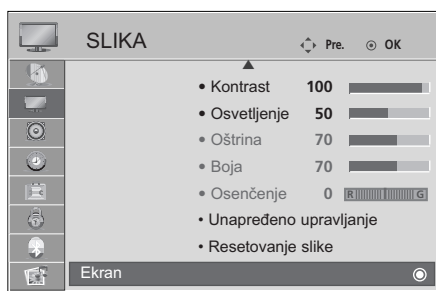 SLIKA Pre. OK
• Kontrast 100
• Osvetljenje 50
• Oštrina 70
• Boja 70
• Osenčenje 0 R G
• Unapređeno upravljanje
• Resetovanje slike
Ekran